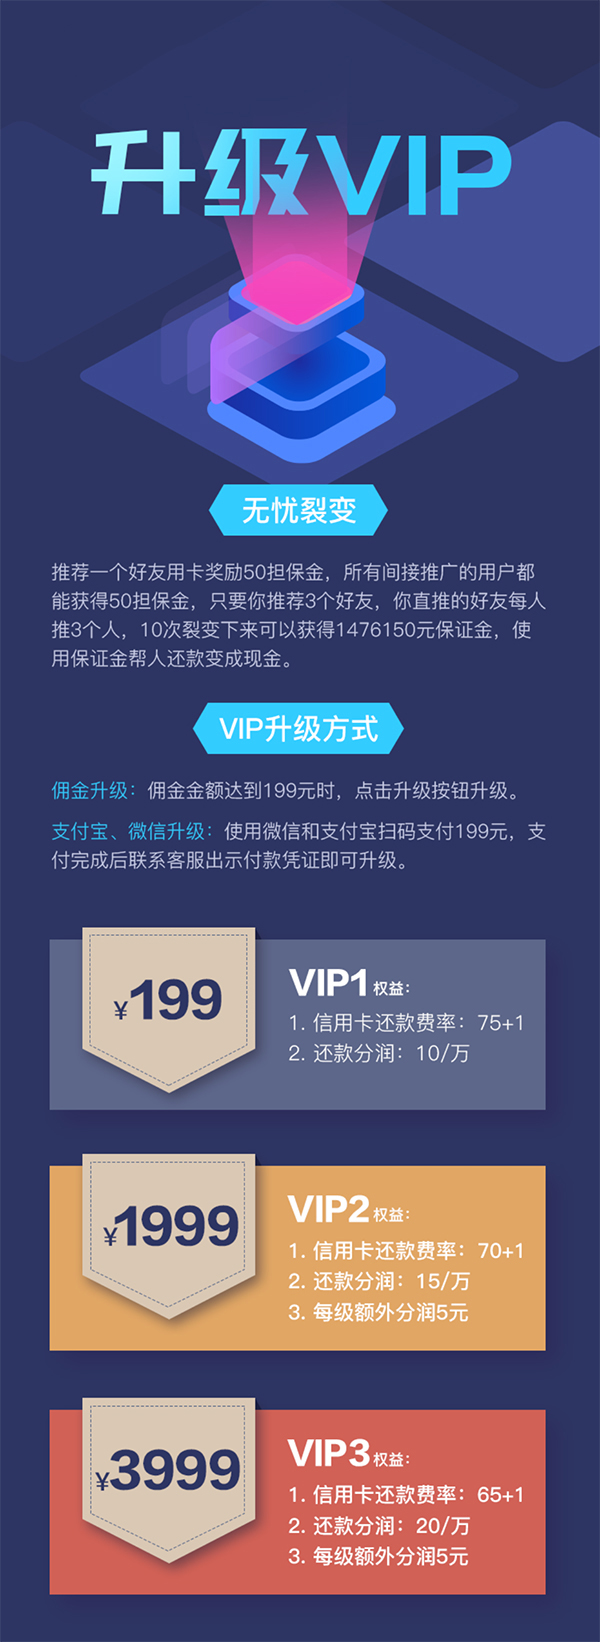 升级VIP
无忧裂变
推荐一个好友用卡奖励50担保金，所有间接推广的用户都
能获得50担保金，只要你推荐3个好友，你直推的好友每人
推3个人，10次裂变下来可以获得1476150元保证金，使
用保证金帮人还款变成现金。
VIP升级方式
佣金升级：佣金金额达到199元时，点击升级按钮升级。
支付宝、微信升级：使用微信和支付宝扫码支付199元，支
付完成后联系客服出示付款凭证即可升级。
¥199
VIP1权益：
1. 信用卡还款费率：75+1
2. 还款分润：10/万
¥1999
VIP2权益：
1. 信用卡还款费率：70+1
2. 还款分润：15/万
3. 每级额外分润5元
¥3999
VIP3权益：
1. 信用卡还款费率：65+1
2. 还款分润：20/万
3. 每级额外分润5元